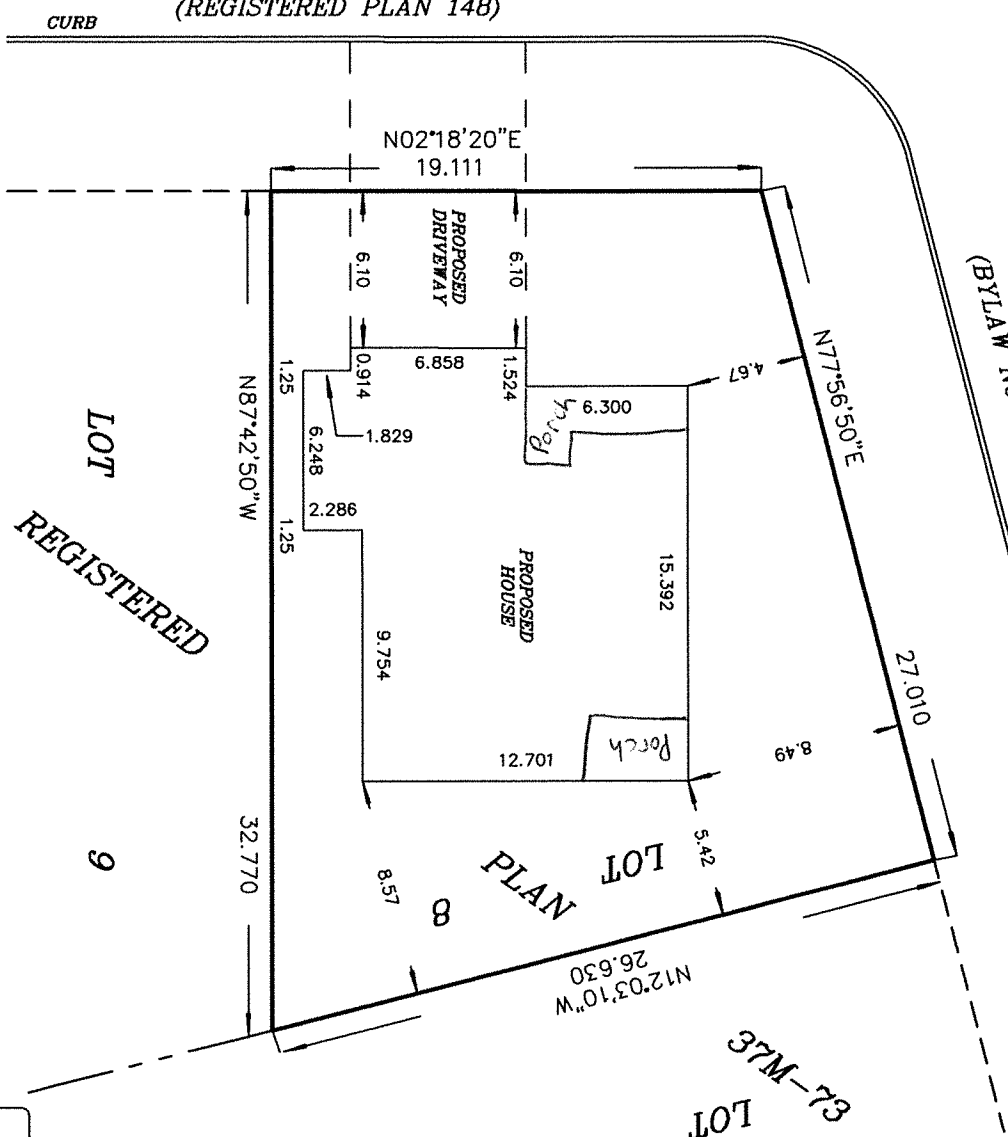 (REGISTERED PLAN 148)
CURB
N02°18'20"E
19.111
PROPOSED
DRIVEWAY
6.10
6.10
(BYLAW
N77°56'50"E
27.010
4.67
1.25
0.914
6.858
1.524
6.300
Porch
1.829
N87°42'50"W
32.770
6.248
2.286
1.25
LOT
REGISTERED
9
PROPOSED
HOUSE
15.392
9.754
12.701
Porch
8.49
5.42
8.57
LOT
PLAN
8
N12°03'10"W
26.630
37M-73
LOT